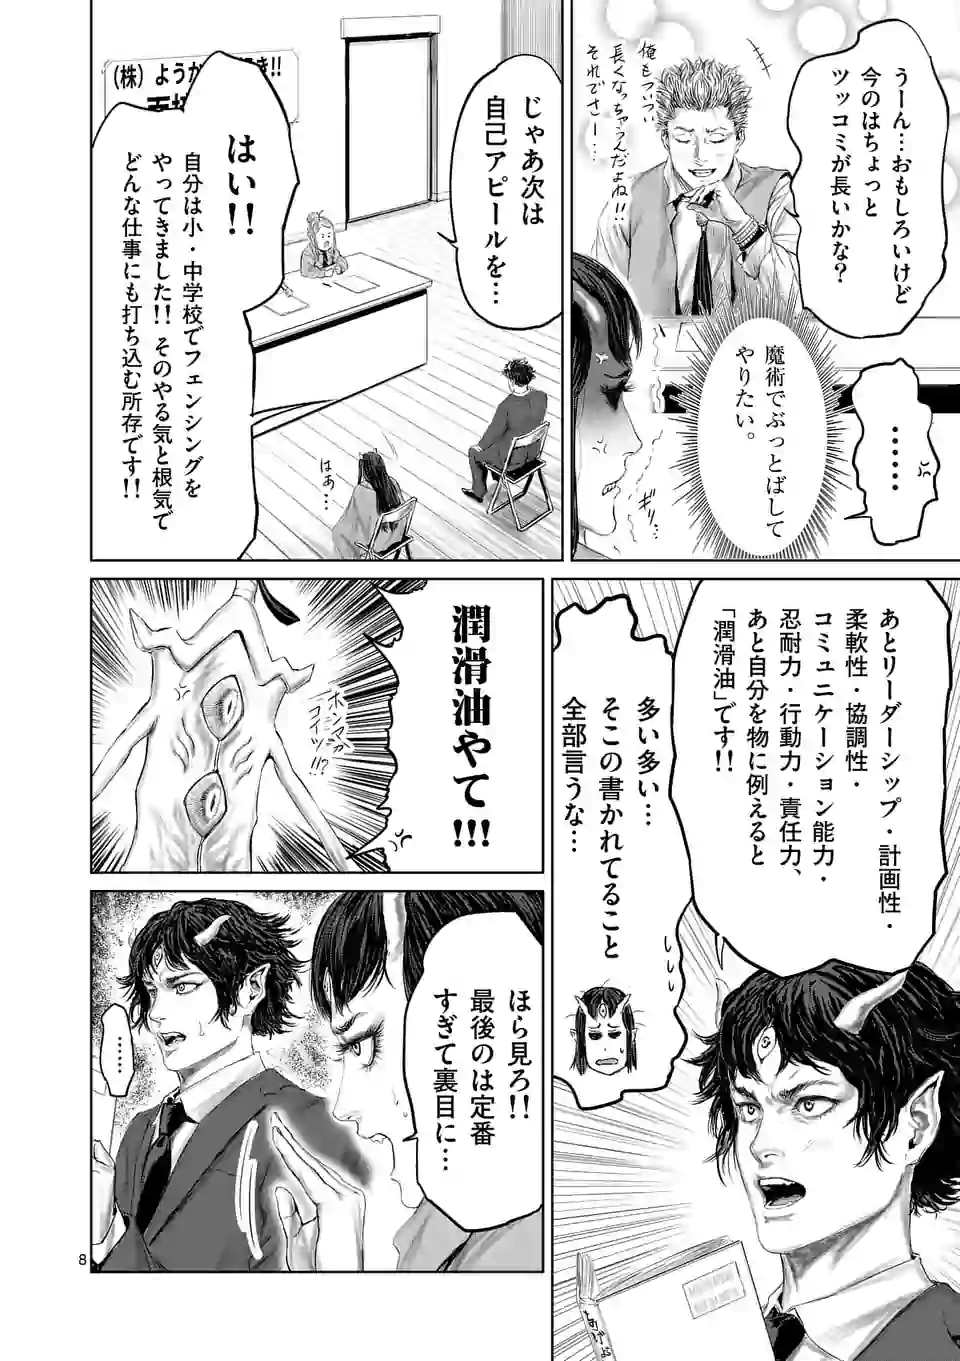 うーん…おもしろいけど
今のはちょっと
ツッコミが長いかな?
俺もついつい
長くなっちゃうんだよね!!
それでさー…
……
魔術でぶっとばして
やりたい。
じゃあ次は
自己アピールを…
(株)ようか
き!!
はい!!
自分は小・中学校でフェンシングを
やってきました!!そのやる気と根気で
どんな仕事にも打ち込む所存です!!
はぁ…
あとリーダーシップ・計画性・
柔軟性・協調性・
コミュニケーション能力・
忍耐力・行動力・責任力、
あと自分を物に例えると
「潤滑油」です!!
多い多い…
そこの書かれてること
全部言うな…
ししし
潤滑油やて!!!
ほら見ろ!!
最後のは定番
すぎて裏目に…
……
8